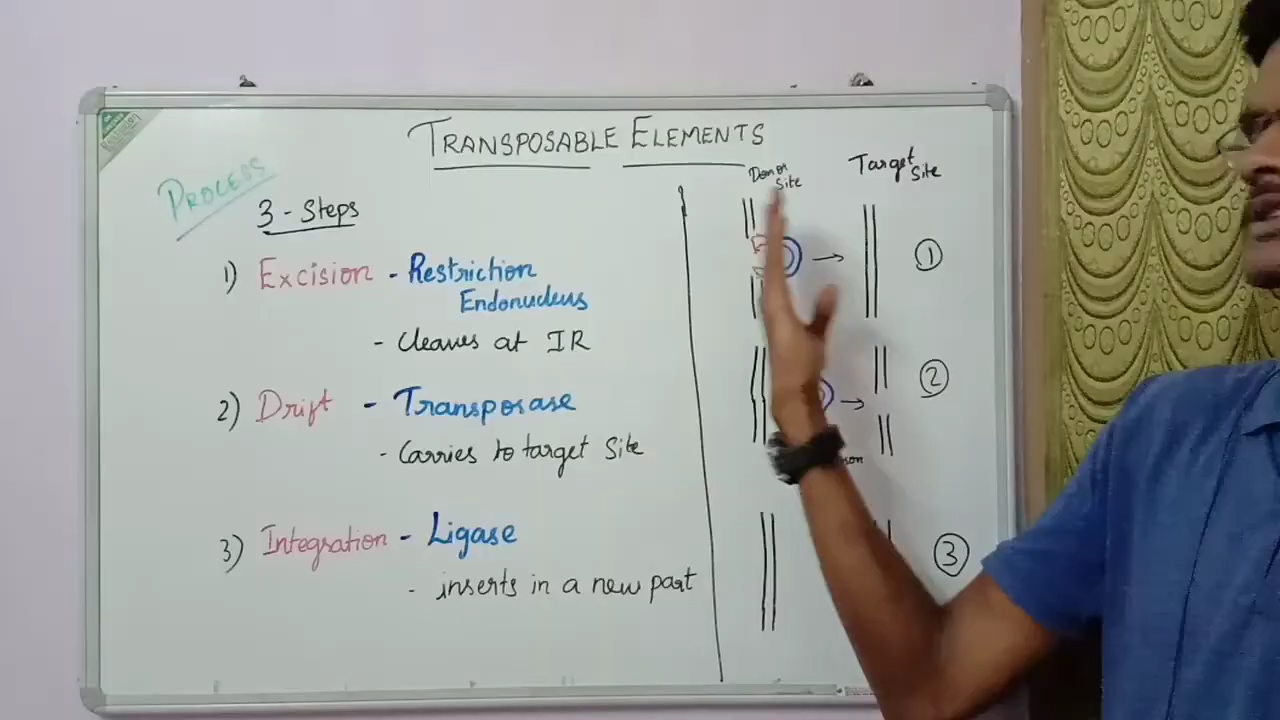 TRANSPOSABLE ELEMENTS
PROCESS
3-Steps
1) Excision - Restriction
Endonucleus
- Cleaves at IR
2) Drift - Transposase
- Carries to target Site
3) Integration - Ligase
- inserts in a new part
Donor
Site
Target
Site
1
2
3